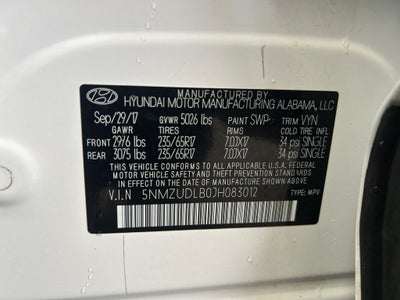 MANUFACTURED BY
HYUNDAI MOTOR MANUFACTURING ALABAMA, LLC
Sep/29/17 GVWR 5026 lbs PAINT SWP TRIM VYN
GAWR TIRES RIMS COLD TIRE INF
FRONT 2976 lbs 235/65R17 7.0JX17 34 psi SINGLE
REAR 3075 lbs 235/65R17 7.0JX17 34 psi SINGLE
THIS VEHICLE CONFORMS TO ALL APPLICABLE U.S. FEDERAL
MOTOR VEHICLE SAFETY AND THEFT PREVENTION STANDARDS
IN EFFECT ON THE DATE OF MANUFACTURE SHOWN ABOVE.
V.I.N 5NMZUDLB0JH083012 TYPE: MPV